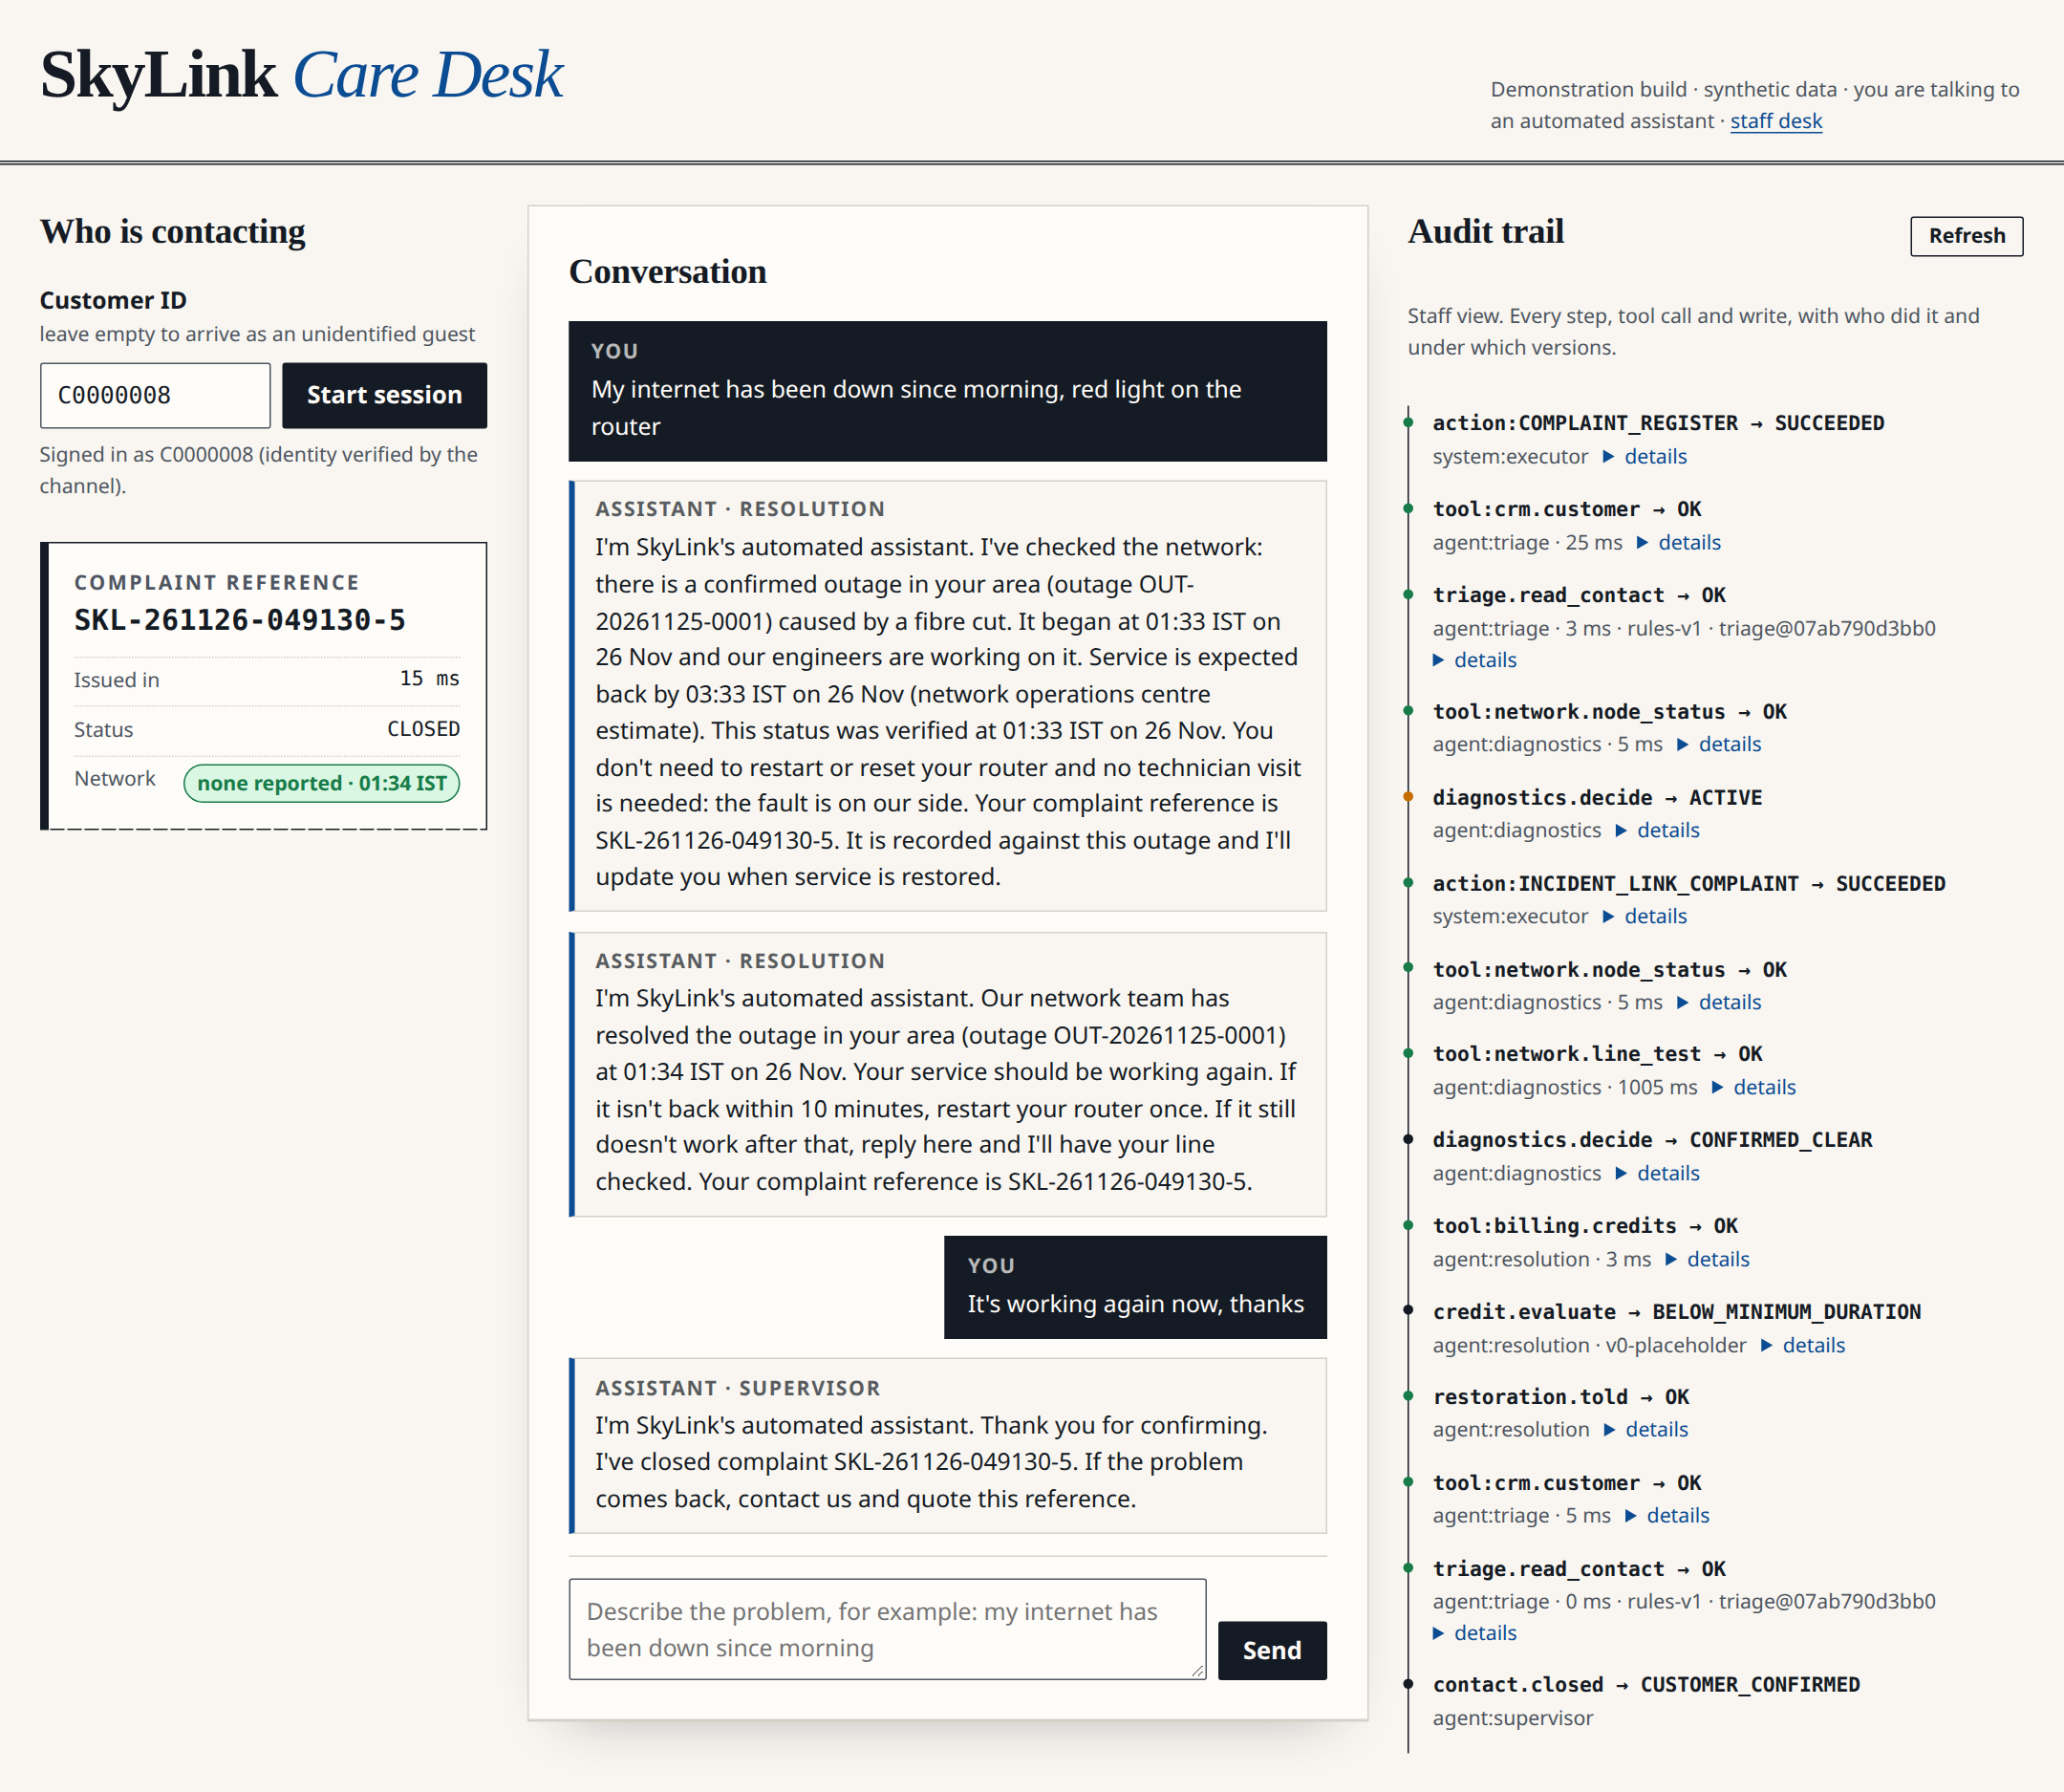 SkyLink Care Desk
Demonstration build · synthetic data · you are talking to
an automated assistant · staff desk
Who is contacting
Customer ID
leave empty to arrive as an unidentified guest
C0000008
Start session
Signed in as C0000008 (identity verified by the
channel).
COMPLAINT REFERENCE
SKL-261126-049130-5
Issued in 15 ms
Status CLOSED
Network none reported · 01:34 IST
Conversation
YOU
My internet has been down since morning, red light on the
router
ASSISTANT · RESOLUTION
I'm SkyLink's automated assistant. I've checked the network:
there is a confirmed outage in your area (outage OUT-
20261125-0001) caused by a fibre cut. It began at 01:33 IST on
26 Nov and our engineers are working on it. Service is expected
back by 03:33 IST on 26 Nov (network operations centre
estimate). This status was verified at 01:33 IST on 26 Nov. You
don't need to restart or reset your router and no technician visit
is needed: the fault is on our side. Your complaint reference is
SKL-261126-049130-5. It is recorded against this outage and I'll
update you when service is restored.
ASSISTANT · RESOLUTION
I'm SkyLink's automated assistant. Our network team has
resolved the outage in your area (outage OUT-20261125-0001)
at 01:34 IST on 26 Nov. Your service should be working again. If
it isn't back within 10 minutes, restart your router once. If it still
doesn't work after that, reply here and I'll have your line
checked. Your complaint reference is SKL-261126-049130-5.
YOU
It's working again now, thanks
ASSISTANT · SUPERVISOR
I'm SkyLink's automated assistant. Thank you for confirming.
I've closed complaint SKL-261126-049130-5. If the problem
comes back, contact us and quote this reference.
Describe the problem, for example: my internet has
been down since morning
Send
Audit trail
Refresh
Staff view. Every step, tool call and write, with who did it and
under which versions.
action:COMPLAINT_REGISTER → SUCCEEDED
system:executor ▶ details
tool:crm.customer → OK
agent:triage · 25 ms ▶ details
triage.read_contact → OK
agent:triage · 3 ms · rules-v1 · triage@07ab790d3bb0
▶ details
tool:network.node_status → OK
agent:diagnostics · 5 ms ▶ details
diagnostics.decide → ACTIVE
agent:diagnostics ▶ details
action:INCIDENT_LINK_COMPLAINT → SUCCEEDED
system:executor ▶ details
tool:network.node_status → OK
agent:diagnostics · 5 ms ▶ details
tool:network.line_test → OK
agent:diagnostics · 1005 ms ▶ details
diagnostics.decide → CONFIRMED_CLEAR
agent:diagnostics ▶ details
tool:billing.credits → OK
agent:resolution · 3 ms ▶ details
credit.evaluate → BELOW_MINIMUM_DURATION
agent:resolution · v0-placeholder ▶ details
restoration.told → OK
agent:resolution ▶ details
tool:crm.customer → OK
agent:triage · 5 ms ▶ details
triage.read_contact → OK
agent:triage · 0 ms · rules-v1 · triage@07ab790d3bb0
▶ details
contact.closed → CUSTOMER_CONFIRMED
agent:supervisor